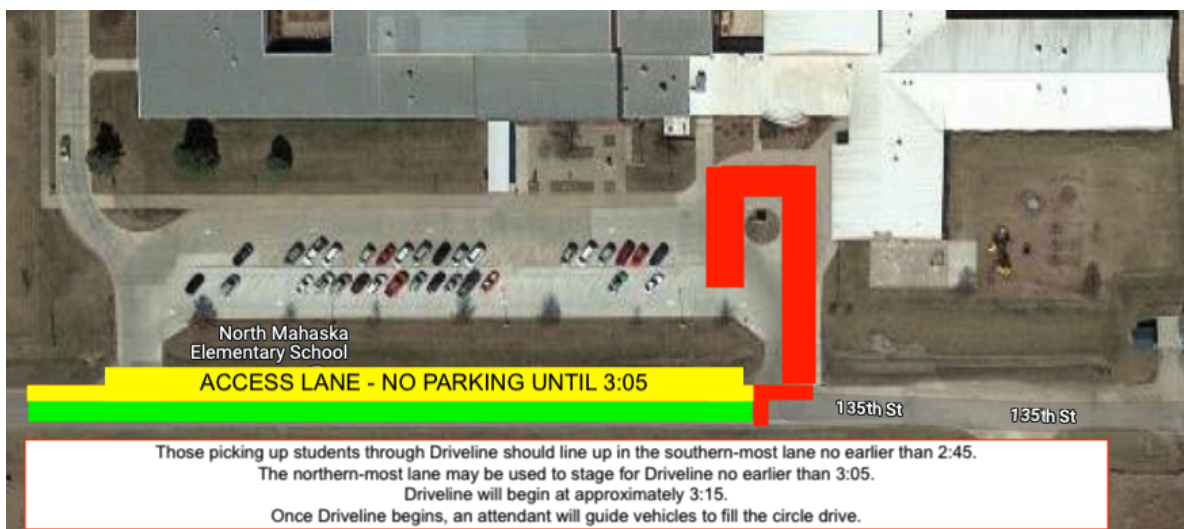 North Mahaska
Elementary School
ACCESS LANE - NO PARKING UNTIL 3:05
135th St
135th St
Those picking up students through Driveline should line up in the southern-most lane no earlier than 2:45.
The northern-most lane may be used to stage for Driveline no earlier than 3:05.
Driveline will begin at approximately 3:15.
Once Driveline begins, an attendant will guide vehicles to fill the circle drive.